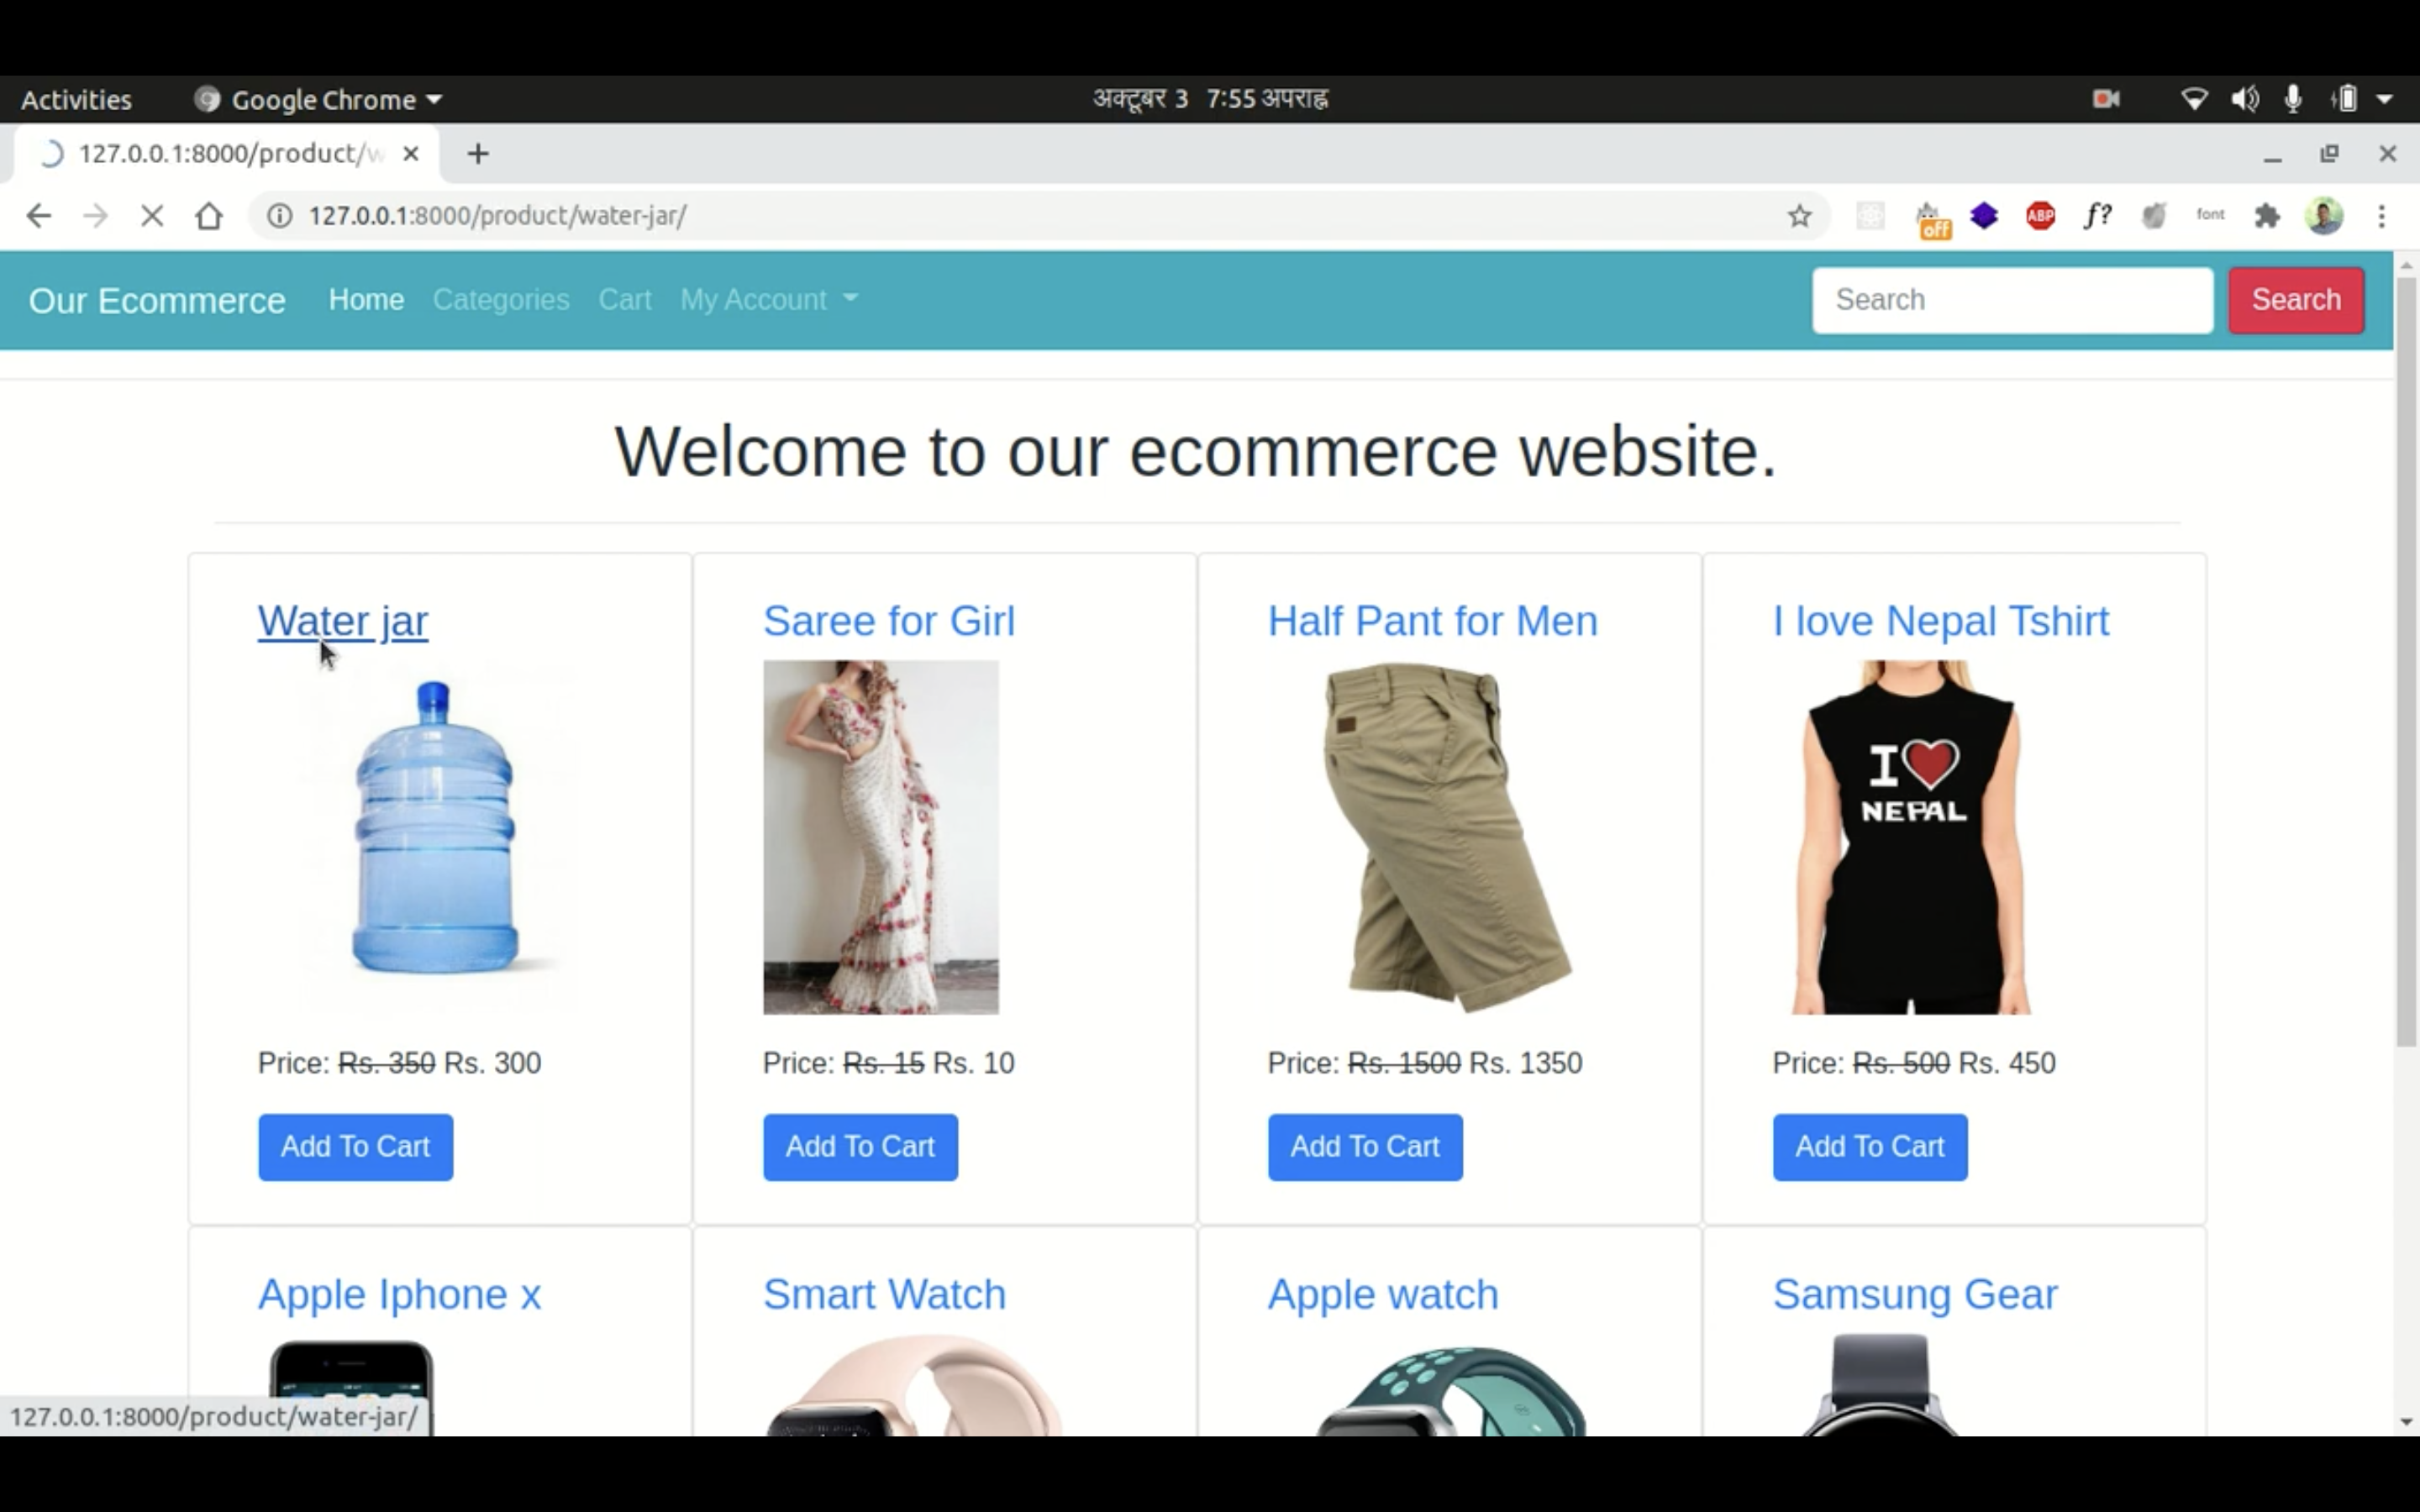 Activities Google Chrome अक्टूबर 3 7:55 अपराह्न
127.0.0.1:8000/product/w
127.0.0.1:8000/product/water-jar/ off ABP f? font
Our Ecommerce Home Categories Cart My Account Search Search
Welcome to our ecommerce website.
Water jar Saree for Girl Half Pant for Men I love Nepal Tshirt
I
NEPAL
Price: Rs. 350 Rs. 300 Price: Rs. 15 Rs. 10 Price: Rs. 1500 Rs. 1350 Price: Rs. 500 Rs. 450
Add To Cart Add To Cart Add To Cart Add To Cart
Apple Iphone x Smart Watch Apple watch Samsung Gear
127.0.0.1:8000/product/water-jar/